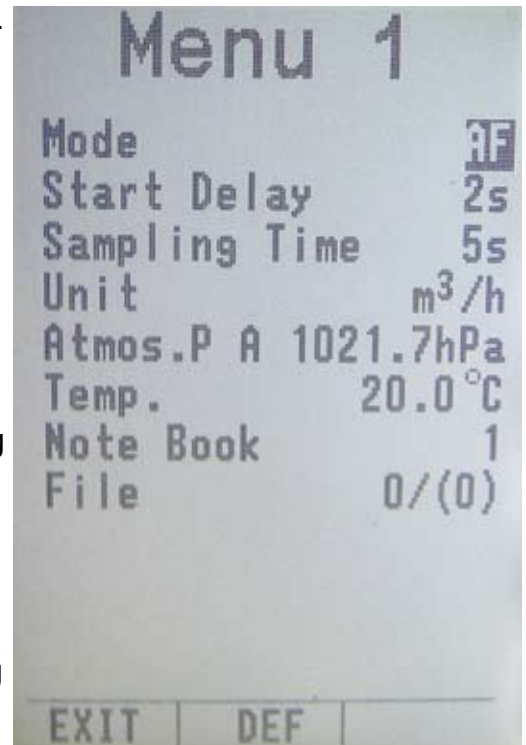 Menu 1
Mode AF
Start Delay 2s
Sampling Time 5s
Unit m³/h
Atmos.P A 1021.7hPa
Temp. 20.0°C
Note Book 1
File 0/(0)
EXIT DEF